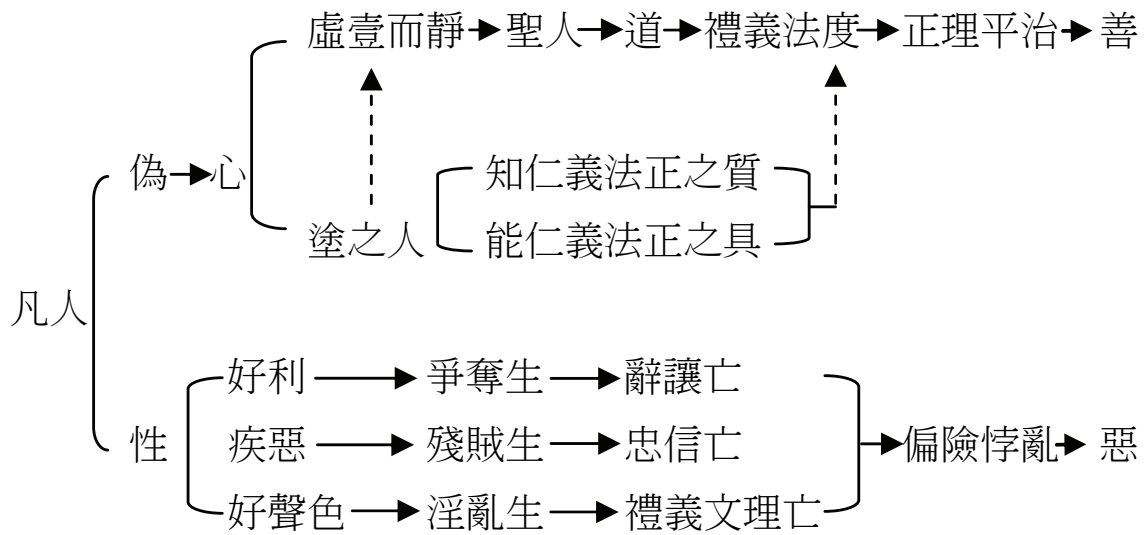 虛壹而靜 聖人 道 禮義法度 正理平治 善
偽 心
知仁義法正之質
塗之人
能仁義法正之具
凡人
性
好利 爭奪生 辭讓亡
疾惡 殘賊生 忠信亡
好聲色 淫亂生 禮義文理亡
偏險悖亂 惡